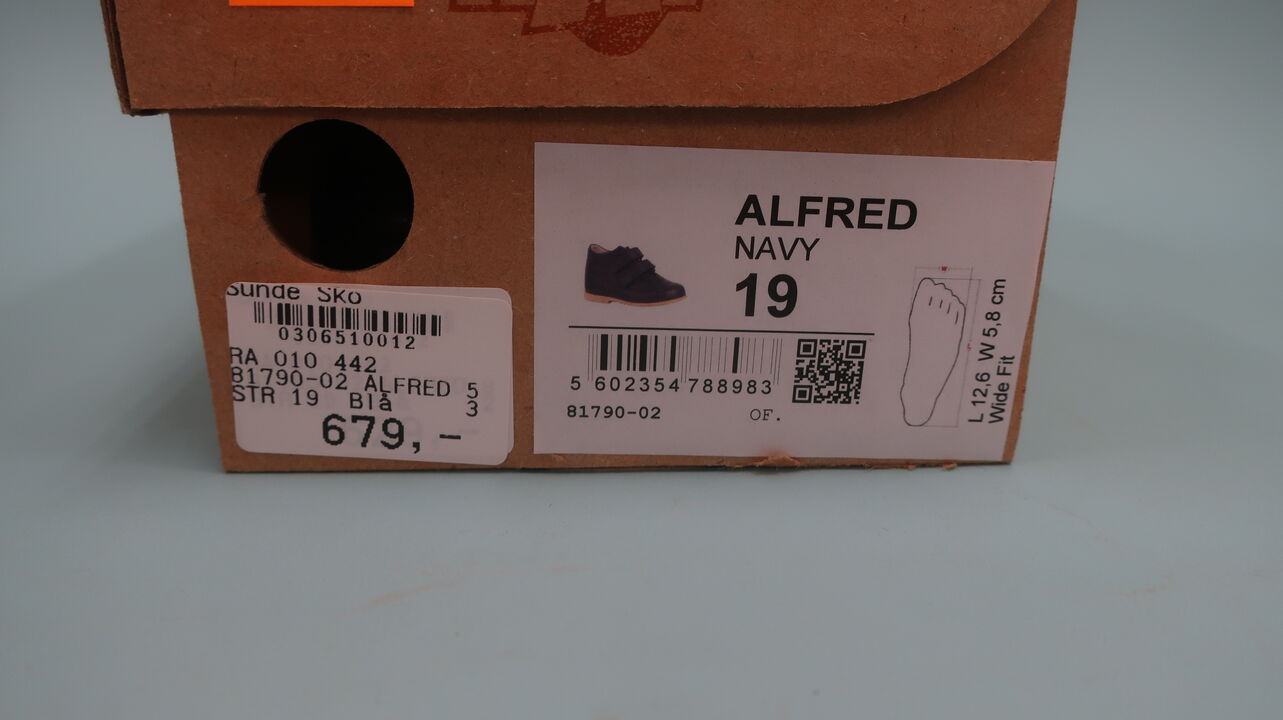 Sunde Sko
0306510012
RA 010 442
81790-02 ALFRED 5
STR 19 Blå 3
679,-
ALFRED
NAVY
19
5 602354 788983
81790-02 OF.
W
L 12,6 W 5,8 cm
Wide Fit